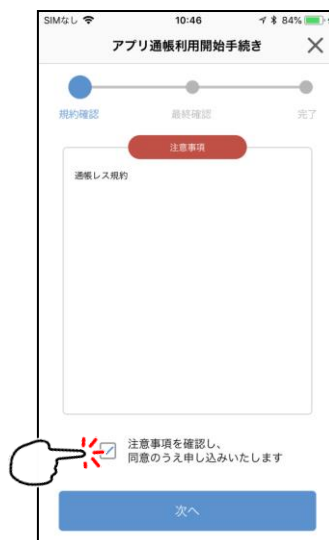 SIMなし 10:46 84%
アプリ通帳利用開始手続き
規約確認 最終確認 完了
注意事項
通帳レス規約
注意事項を確認し、
同意のうえ申し込みいたします
次へ